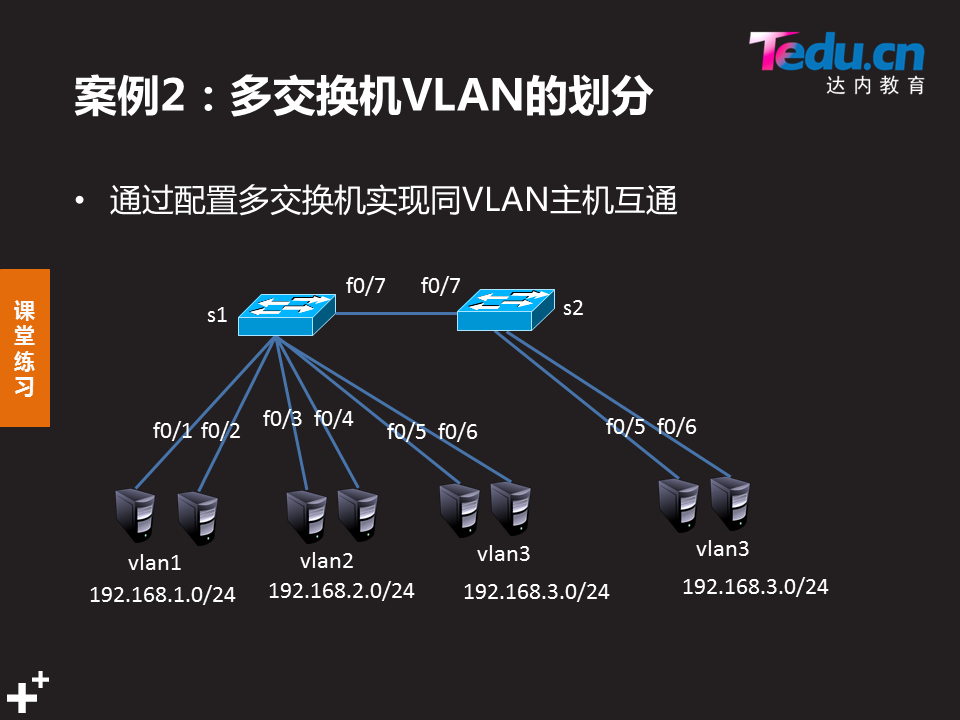 Tedu.cn
达内教育
案例2：多交换机VLAN的划分
• 通过配置多交换机实现同VLAN主机互通
课堂练习
f0/7 f0/7
s1 s2
f0/1 f0/2 f0/3 f0/4 f0/5 f0/6 f0/5 f0/6
vlan1 vlan2 vlan3 vlan3
192.168.1.0/24 192.168.2.0/24 192.168.3.0/24 192.168.3.0/24